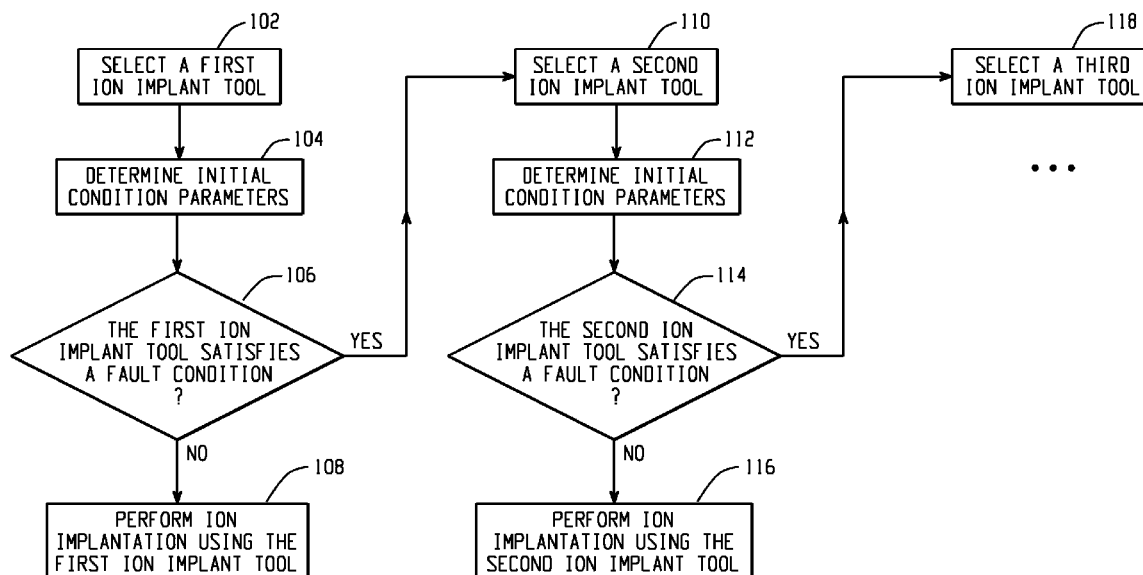 102
SELECT A FIRST
ION IMPLANT TOOL
104
DETERMINE INITIAL
CONDITION PARAMETERS
106
THE FIRST ION
IMPLANT TOOL SATISFIES
A FAULT CONDITION
?
YES
NO
108
PERFORM ION
IMPLANTATION USING THE
FIRST ION IMPLANT TOOL
110
SELECT A SECOND
ION IMPLANT TOOL
112
DETERMINE INITIAL
CONDITION PARAMETERS
114
THE SECOND ION
IMPLANT TOOL SATISFIES
A FAULT CONDITION
?
YES
NO
116
PERFORM ION
IMPLANTATION USING THE
SECOND ION IMPLANT TOOL
118
SELECT A THIRD
ION IMPLANT TOOL
•••